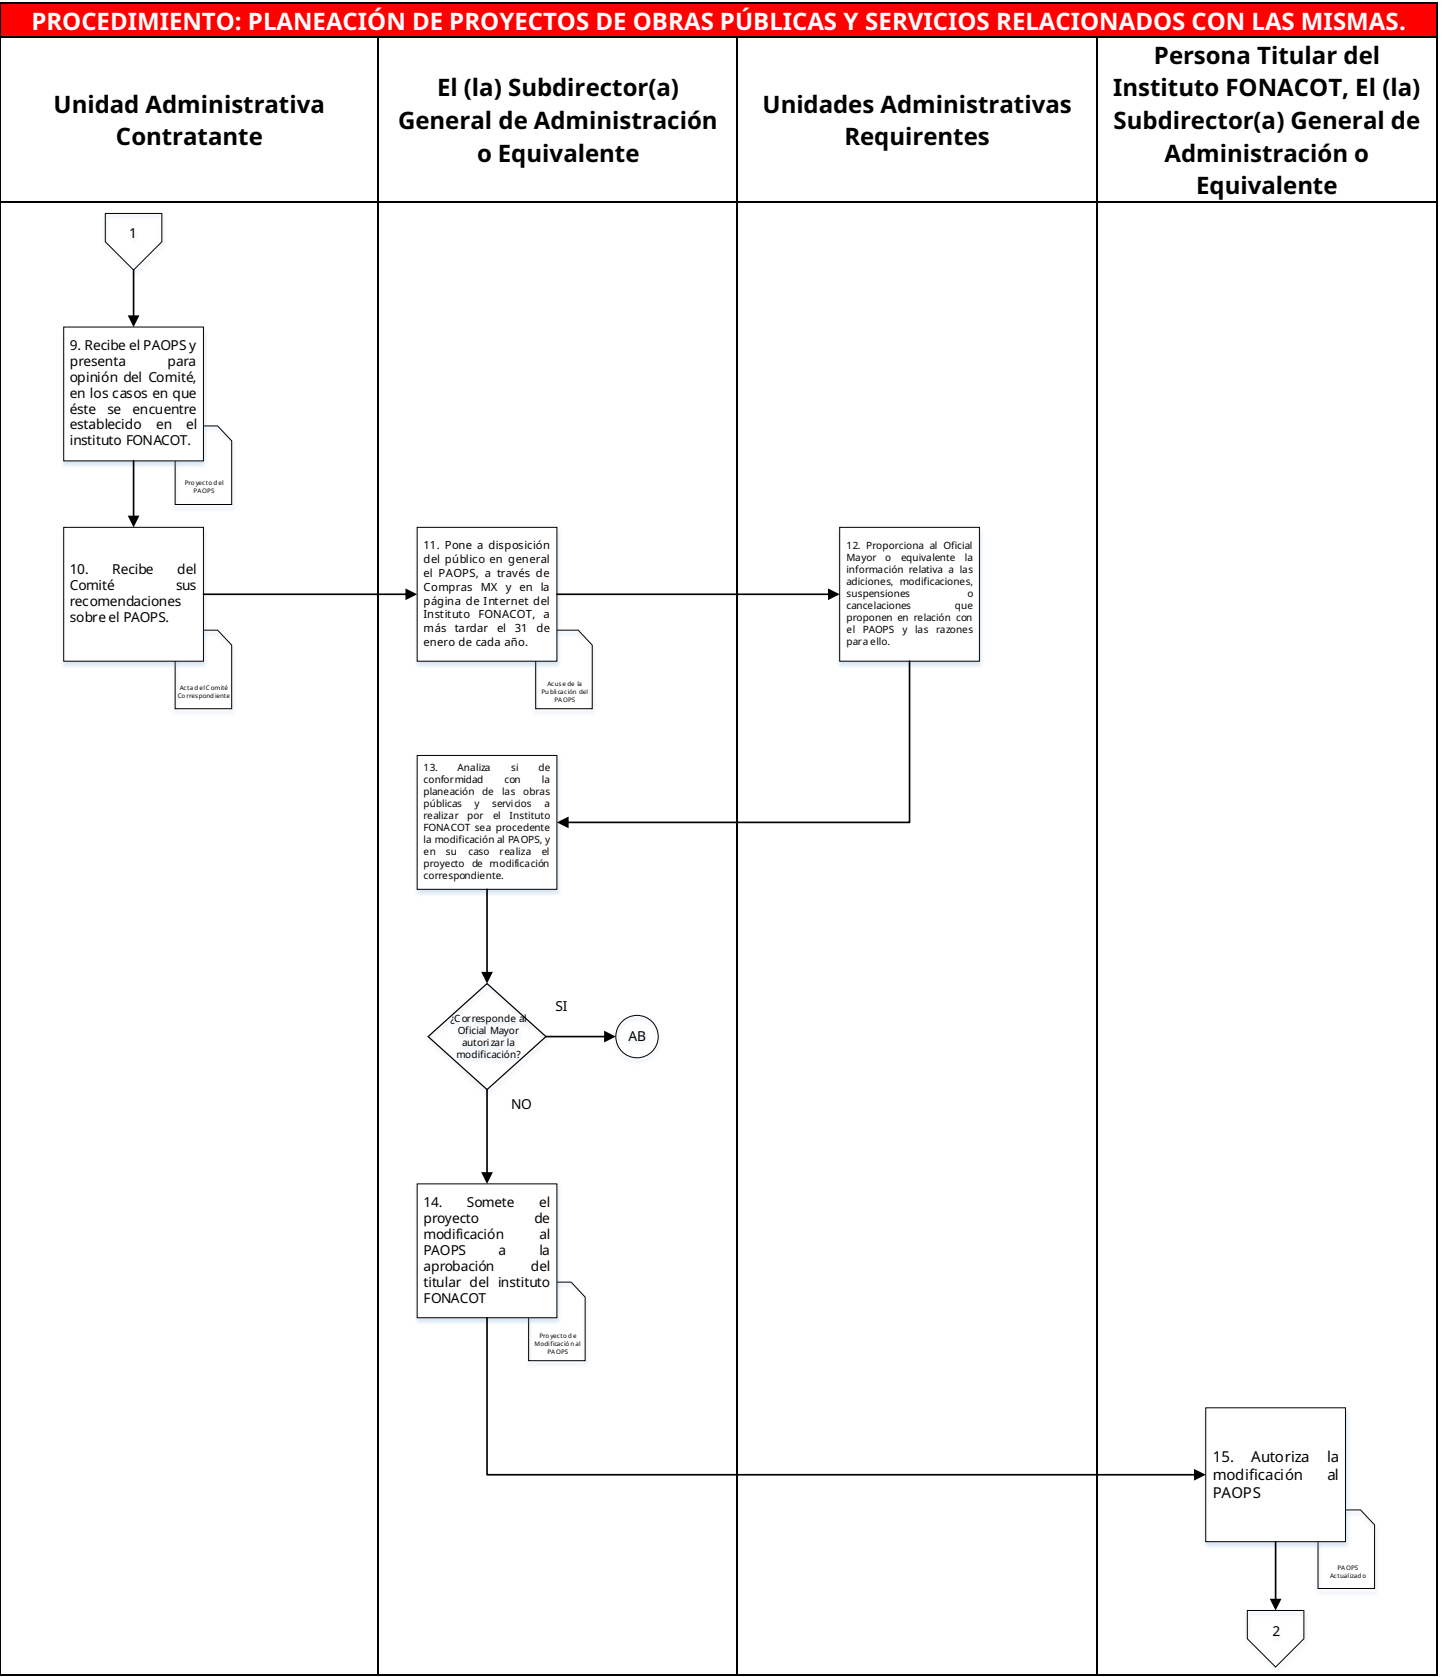 PROCEDIMIENTO: PLANEACIÓN DE PROYECTOS DE OBRAS PÚBLICAS Y SERVICIOS RELACIONADOS CON LAS MISMAS.
Unidad Administrativa
Contratante
El (la) Subdirector(a)
General de Administración
o Equivalente
Unidades Administrativas
Requirentes
Persona Titular del
Instituto FONACOT, El (la)
Subdirector(a) General de
Administración o
Equivalente
1
9. Recibe el PAOPS y
presenta para
opinión del Comité,
en los casos en que
éste se encuentre
establecido en el
instituto FONACOT.
Proyecto del
PAOPS
10. Recibe del
Comité sus
recomendaciones
sobre el PAOPS.
Acta del Comité
Correspondiente
11. Pone a disposición
del público en general
el PAOPS, a través de
Compras MX y en la
página de Internet del
Instituto FONACOT, a
más tardar el 31 de
enero de cada año.
Acuse de la
Publicación del
PAOPS
12. Proporciona al Oficial
Mayor o equivalente la
información relativa a las
adiciones, modificaciones,
suspensiones o
cancelaciones que
proponen en relación con
el PAOPS y las razones
para ello.
13. Analiza si de
conformidad con la
planeación de las obras
públicas y servicios a
realizar por el Instituto
FONACOT sea procedente
la modificación al PAOPS, y
en su caso realiza el
proyecto de modificación
correspondiente.
¿Corresponde al
Oficial Mayor
autorizar la
modificación?
SI
AB
NO
14. Somete el
proyecto de
modificación al
PAOPS a la
aprobación del
titular del instituto
FONACOT
Proyecto de
Modificación al
PAOPS
15. Autoriza la
modificación al
PAOPS
PAOPS
Actualizado
2